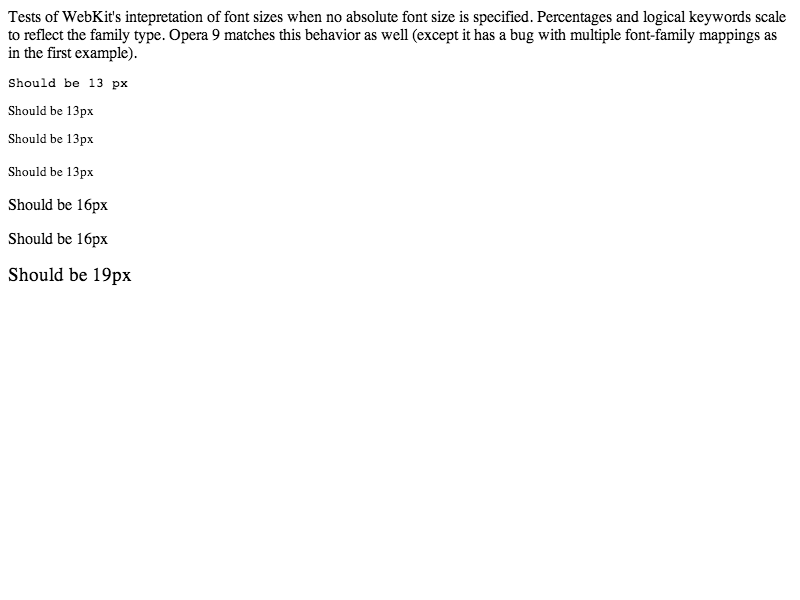 Tests of WebKit's intepretation of font sizes when no absolute font size is specified. Percentages and logical keywords scale
to reflect the family type. Opera 9 matches this behavior as well (except it has a bug with multiple font-family mappings as
in the first example).
Should be 13 px
Should be 13px
Should be 13px
Should be 13px
Should be 16px
Should be 16px
Should be 19px